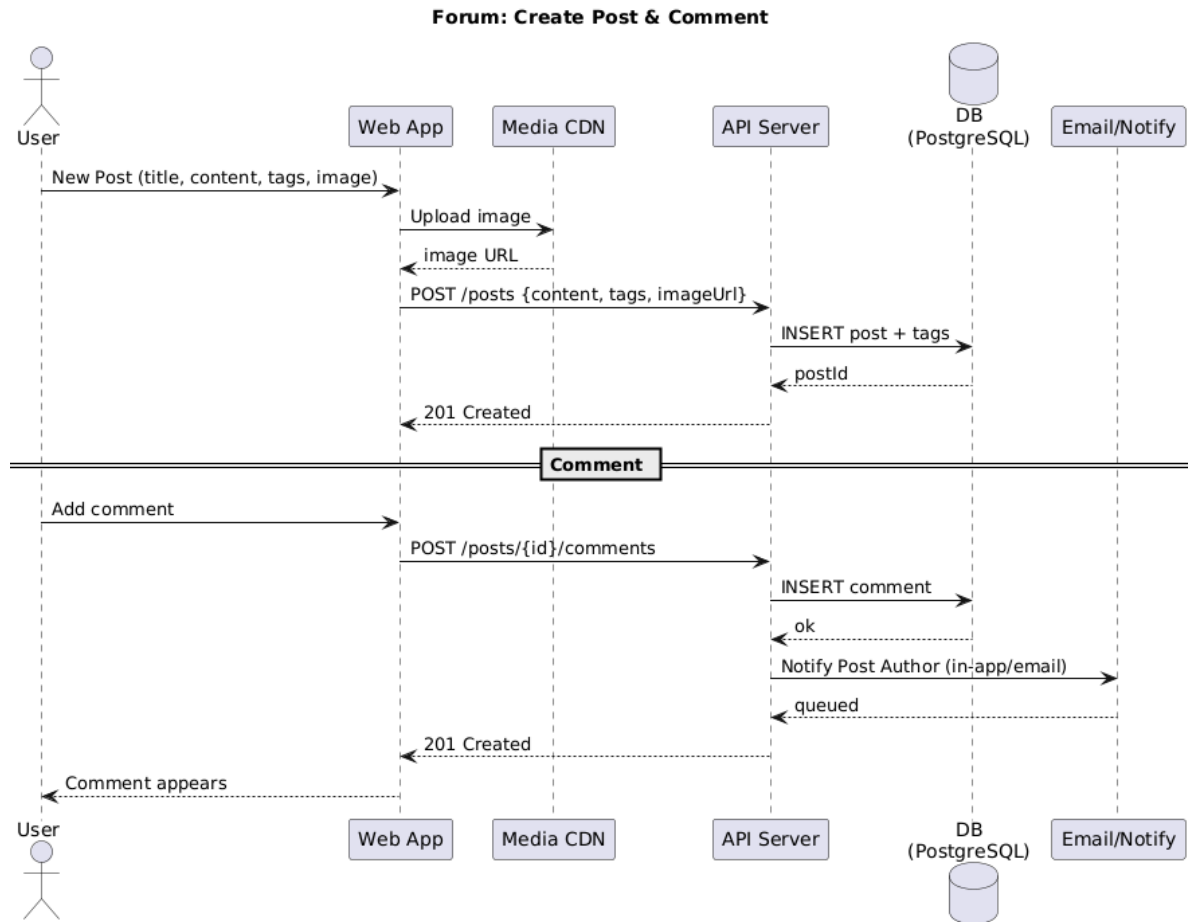 Forum: Create Post & Comment
User
Web App
Media CDN
API Server
DB
(PostgreSQL)
Email/Notify
New Post (title, content, tags, image)
Upload image
image URL
POST /posts {content, tags, imageUrl}
INSERT post + tags
postId
201 Created
Comment
Add comment
POST /posts/{id}/comments
INSERT comment
ok
Notify Post Author (in-app/email)
queued
201 Created
Comment appears
User
Web App
Media CDN
API Server
DB
(PostgreSQL)
Email/Notify